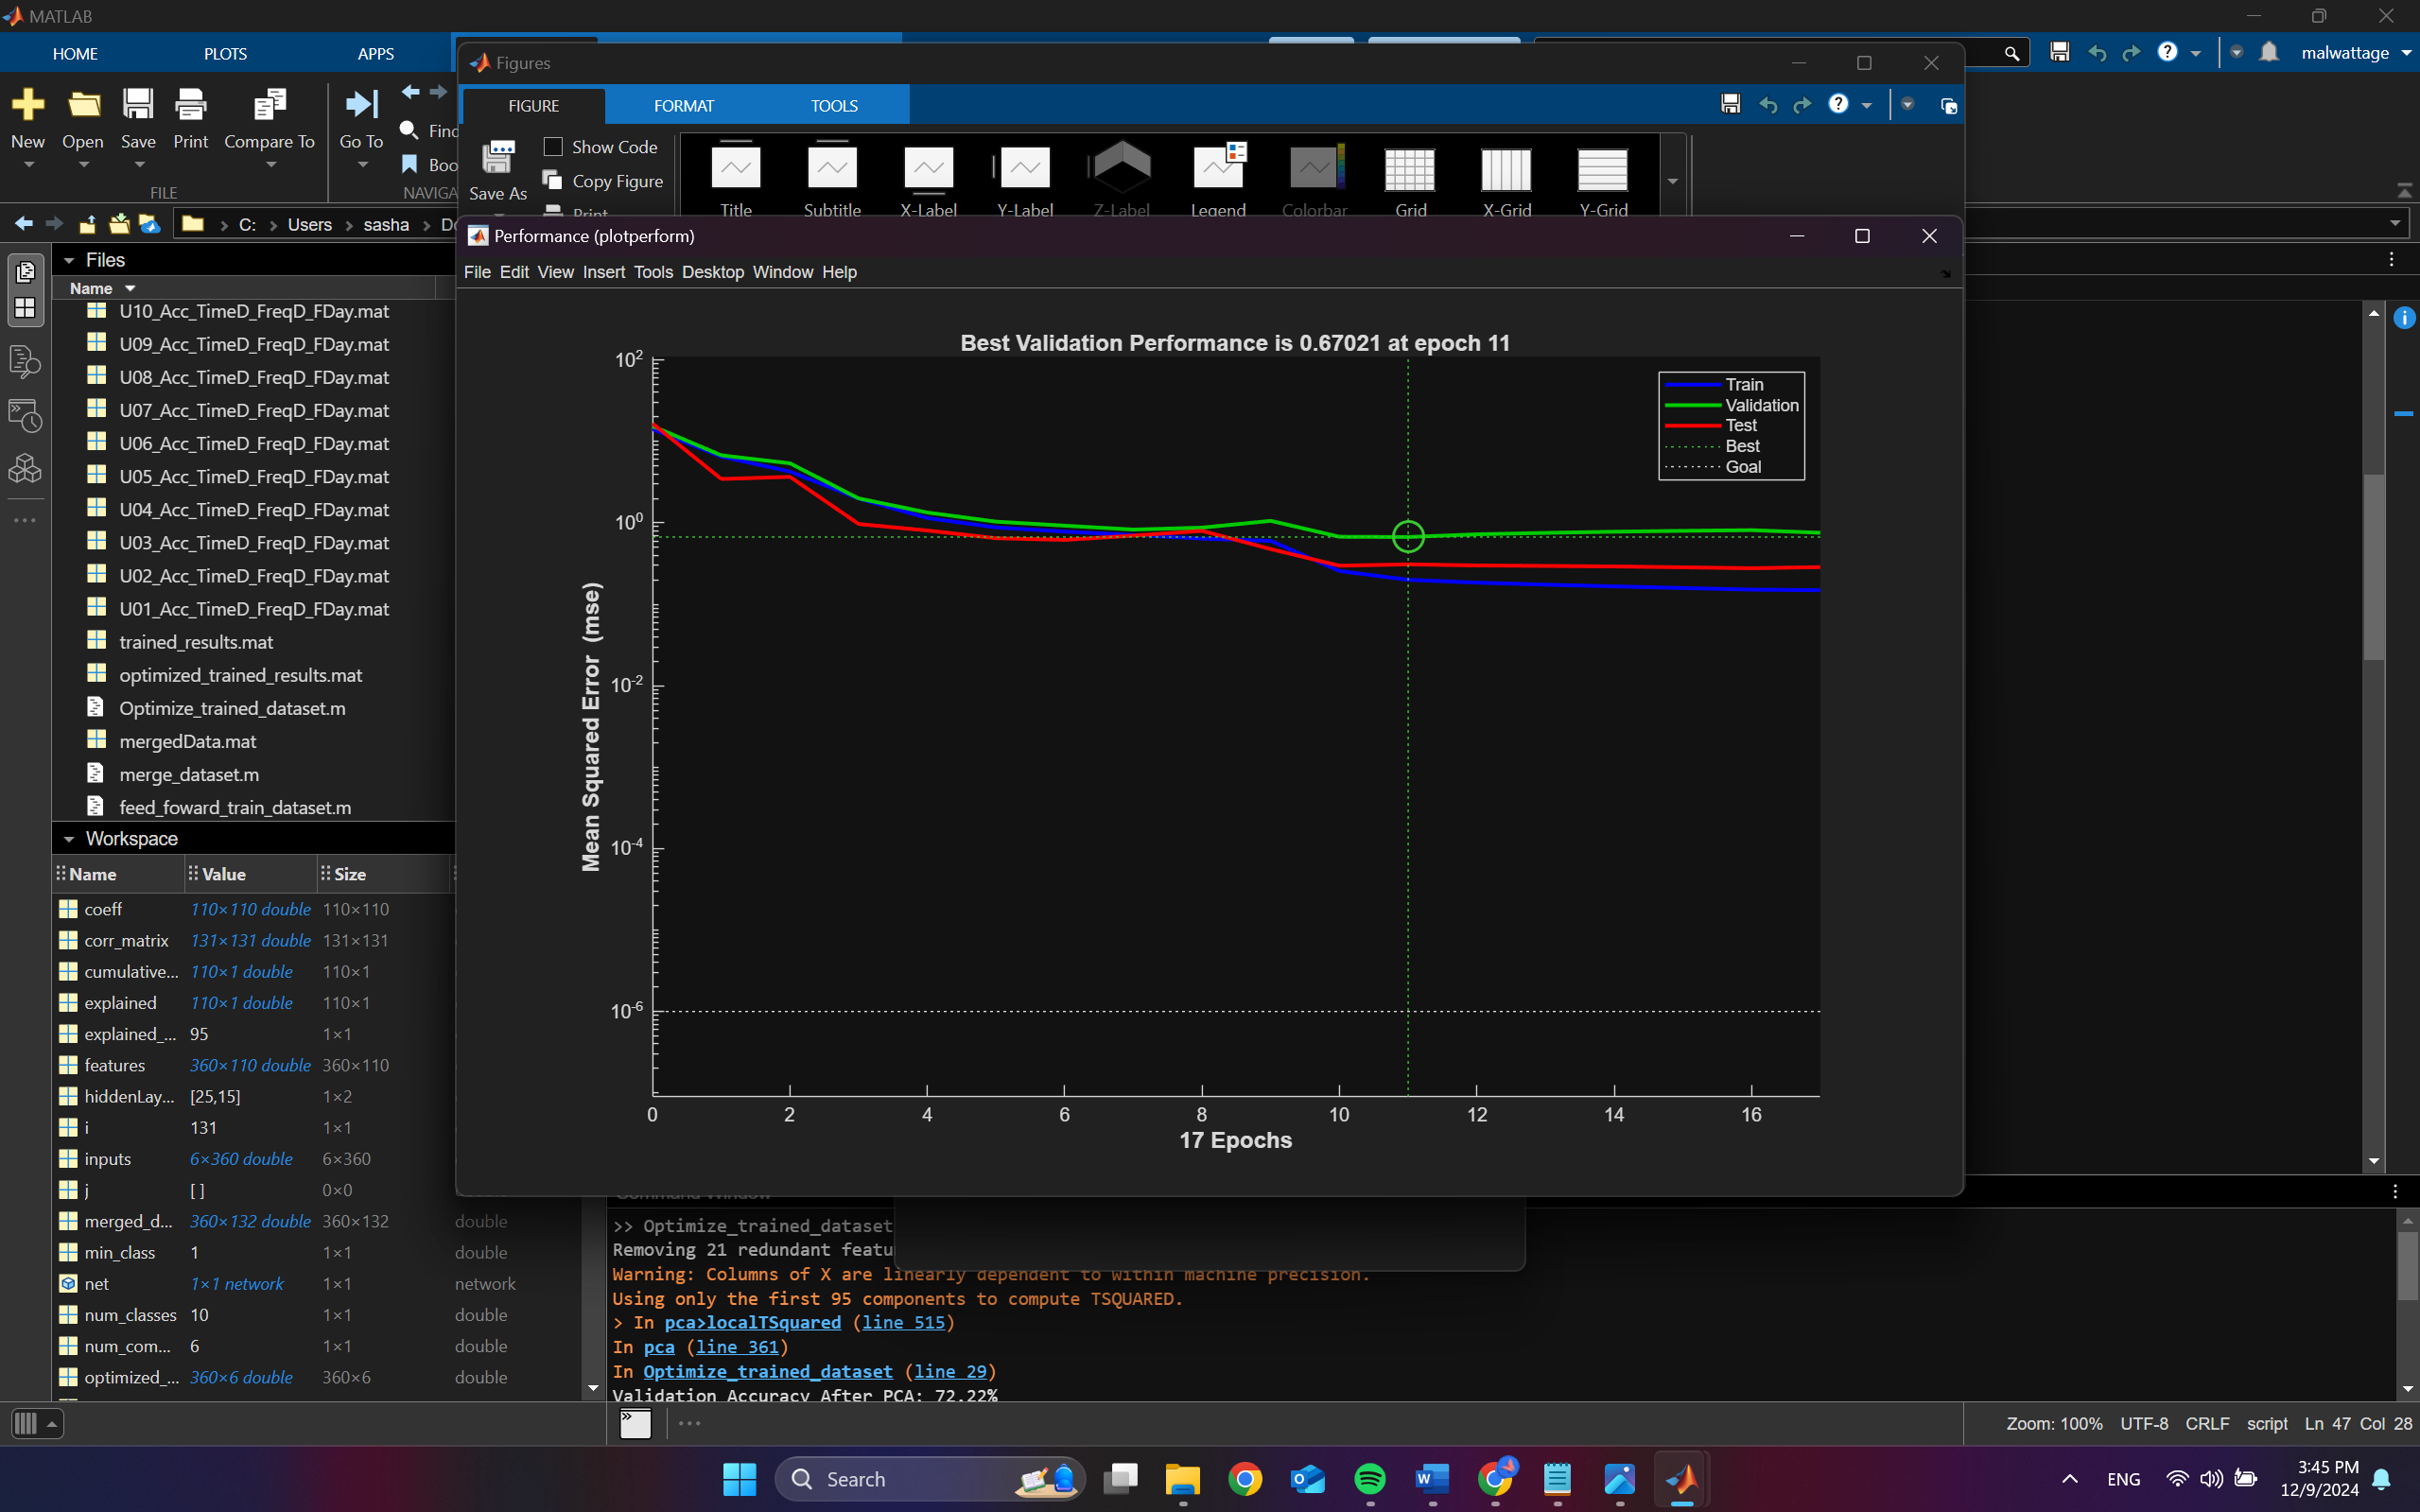 MATLAB
HOME PLOTS APPS
malwattage
New Open Save Print Compare To Go To Find
FILE
Figures
FIGURE FORMAT TOOLS
Show Code
Copy Figure
Print
Save As
Title Subtitle X-Label Y-Label Z-Label Legend Colorbar Grid X-Grid Y-Grid
C: Users sasha
Performance (plotperform)
File Edit View Insert Tools Desktop Window Help
Files
Name
U10_Acc_TimeD_FreqD_FDay.mat
U09_Acc_TimeD_FreqD_FDay.mat
U08_Acc_TimeD_FreqD_FDay.mat
U07_Acc_TimeD_FreqD_FDay.mat
U06_Acc_TimeD_FreqD_FDay.mat
U05_Acc_TimeD_FreqD_FDay.mat
U04_Acc_TimeD_FreqD_FDay.mat
U03_Acc_TimeD_FreqD_FDay.mat
U02_Acc_TimeD_FreqD_FDay.mat
U01_Acc_TimeD_FreqD_FDay.mat
trained_results.mat
optimized_trained_results.mat
Optimize_trained_dataset.m
mergedData.mat
merge_dataset.m
feed_foward_train_dataset.m
Best Validation Performance is 0.67021 at epoch 11
Train
Validation
Test
Best
Goal
Mean Squared Error (mse)
10²
10⁰
10⁻²
10⁻⁴
10⁻⁶
0 2 4 6 8 10 12 14 16
17 Epochs
Workspace
Name Value Size
coeff 110×110 double 110×110
corr_matrix 131×131 double 131×131
cumulative... 110×1 double 110×1
explained 110×1 double 110×1
explained_... 95 1×1
features 360×110 double 360×110
hiddenLay... [25,15] 1×2
i 131 1×1
inputs 6×360 double 6×360
j [] 0×0
merged_d... 360×132 double 360×132 double
min_class 1 1×1 double
net 1×1 network 1×1 network
num_classes 10 1×1 double
num_com... 6 1×1 double
optimized_... 360×6 double 360×6 double
Command Window
>> Optimize_trained_dataset
Removing 21 redundant featu
Warning: Columns of X are linearly dependent to within machine precision.
Using only the first 95 components to compute TSQUARED.
> In pca>localTSquared (line 515)
In pca (line 361)
In Optimize_trained_dataset (line 29)
Validation Accuracy After PCA: 72.22%
Zoom: 100% UTF-8 CRLF script Ln 47 Col 28
Search
ENG
3:45 PM
12/9/2024